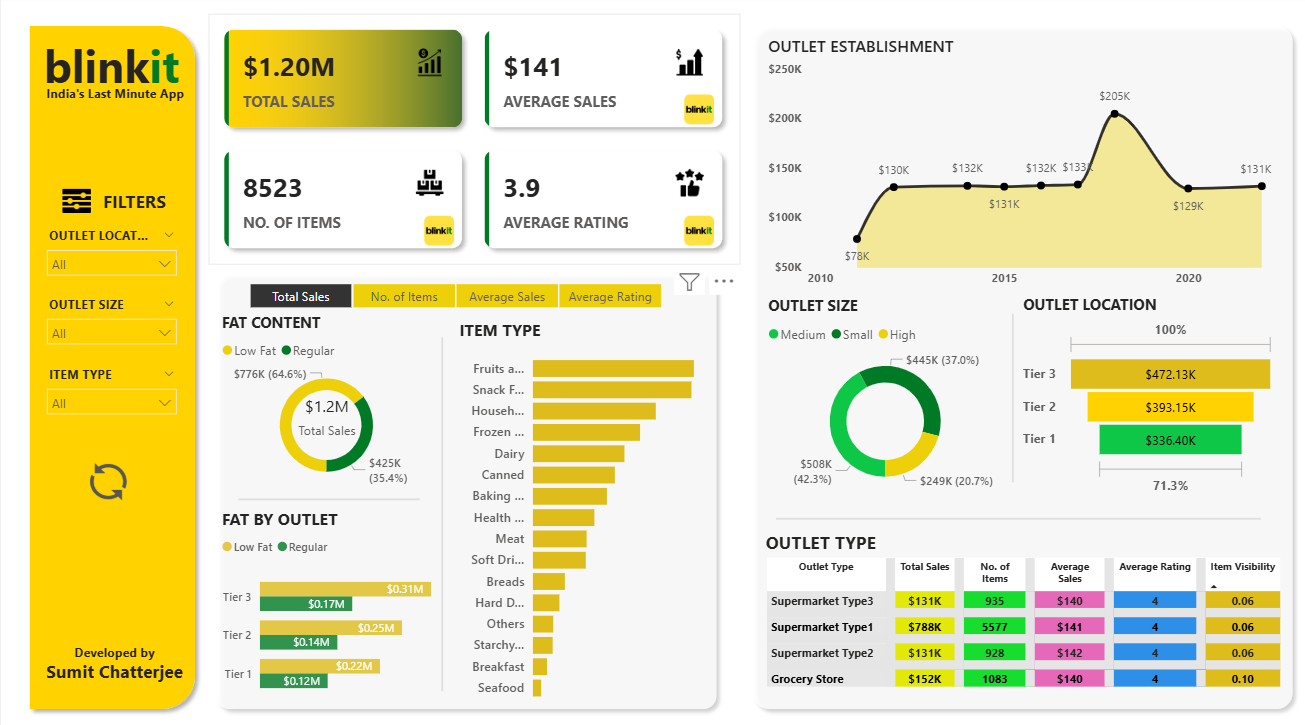 blinkit
India's Last Minute App
FILTERS
OUTLET LOCAT...
All
OUTLET SIZE
All
ITEM TYPE
All
Developed by
Sumit Chatterjee
$1.20M
TOTAL SALES
$141
AVERAGE SALES
blinkit
8523
NO. OF ITEMS
blinkit
3.9
AVERAGE RATING
blinkit
Total Sales No. of Items Average Sales Average Rating
FAT CONTENT
Low Fat Regular
$776K (64.6%)
$1.2M
Total Sales
$425K
(35.4%)
FAT BY OUTLET
Low Fat Regular
Tier 3 $0.31M
$0.17M
Tier 2 $0.25M
$0.14M
Tier 1 $0.22M
$0.12M
ITEM TYPE
Fruits a...
Snack F...
Househ...
Frozen ...
Dairy
Canned
Baking ...
Health ...
Meat
Soft Dri...
Breads
Hard D...
Others
Starchy...
Breakfast
Seafood
OUTLET ESTABLISHMENT
$250K
$200K
$150K
$100K
$50K
$78K
$130K
$132K
$131K
$132K
$133K
$205K
$129K
$131K
2010 2015 2020
OUTLET SIZE
Medium Small High
$445K (37.0%)
$508K
(42.3%)
$249K (20.7%)
OUTLET LOCATION
100%
Tier 3 $472.13K
Tier 2 $393.15K
Tier 1 $336.40K
71.3%
OUTLET TYPE
Outlet Type Total Sales No. of Items Average Sales Average Rating Item Visibility
Supermarket Type3 $131K 935 $140 4 0.06
Supermarket Type1 $788K 5577 $141 4 0.06
Supermarket Type2 $131K 928 $142 4 0.06
Grocery Store $152K 1083 $140 4 0.10